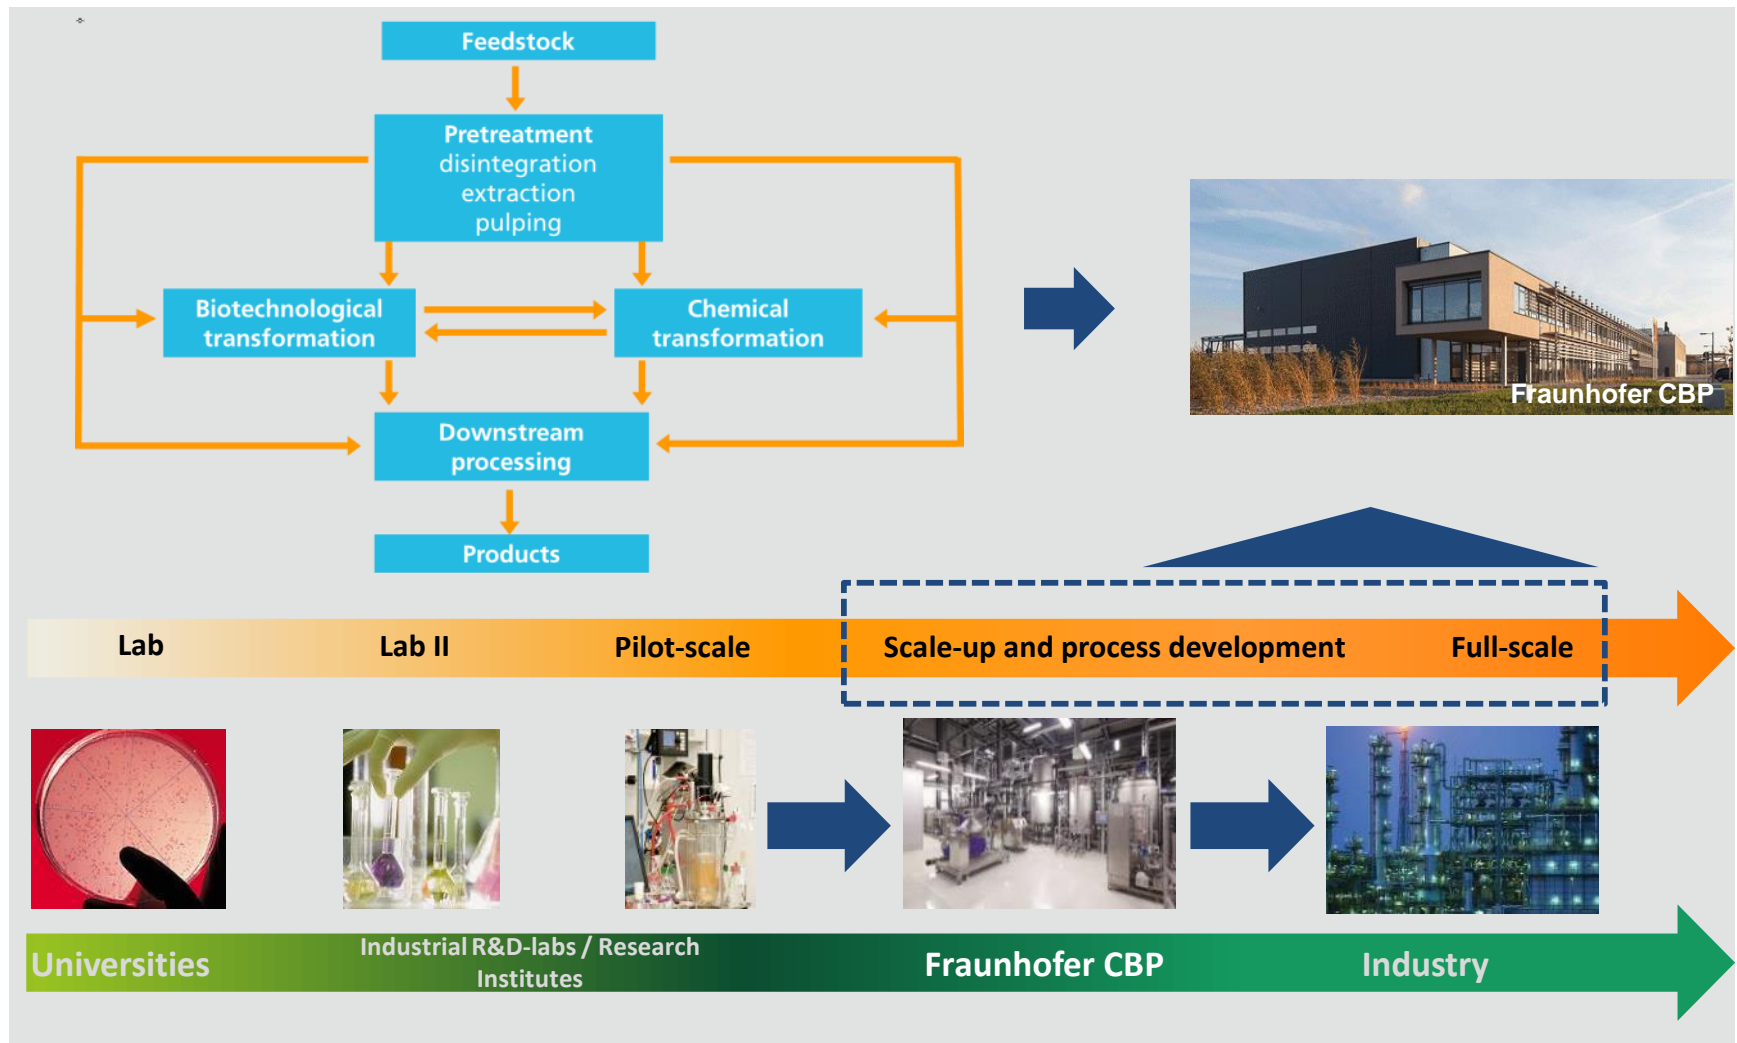 Feedstock
Pretreatment
disintegration
extraction
pulping
Biotechnological
transformation
Chemical
transformation
Downstream
processing
Products
Fraunhofer CBP
Lab
Lab II
Pilot-scale
Scale-up and process development
Full-scale
Universities
Industrial R&D-labs / Research
Institutes
Fraunhofer CBP
Industry